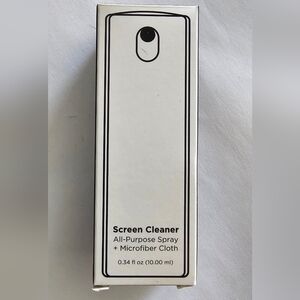 Screen Cleaner
All-Purpose Spray
+ Microfiber Cloth
0.34 fl oz (10.00 ml)